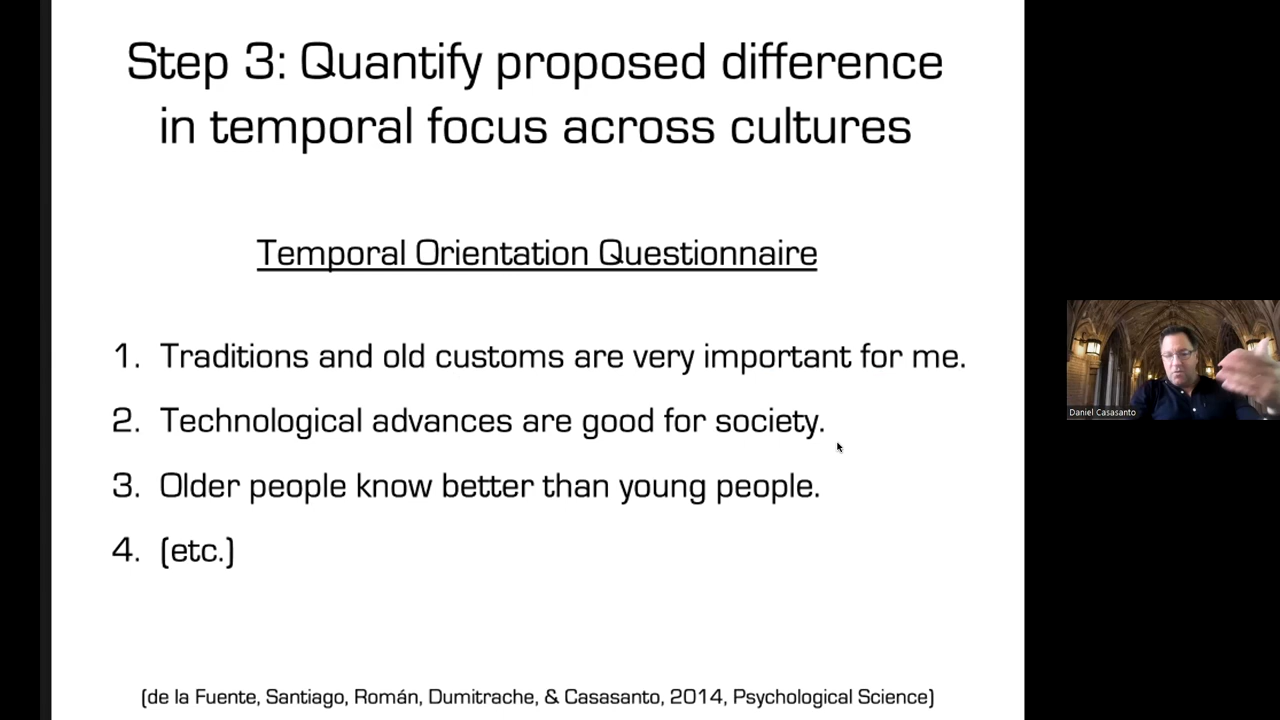 Step 3: Quantify proposed difference
in temporal focus across cultures
Temporal Orientation Questionnaire
1. Traditions and old customs are very important for me.
2. Technological advances are good for society.
3. Older people know better than young people.
4. (etc.)
(de la Fuente, Santiago, Román, Dumitrache, & Casasanto, 2014, Psychological Science)
Daniel Casasanto